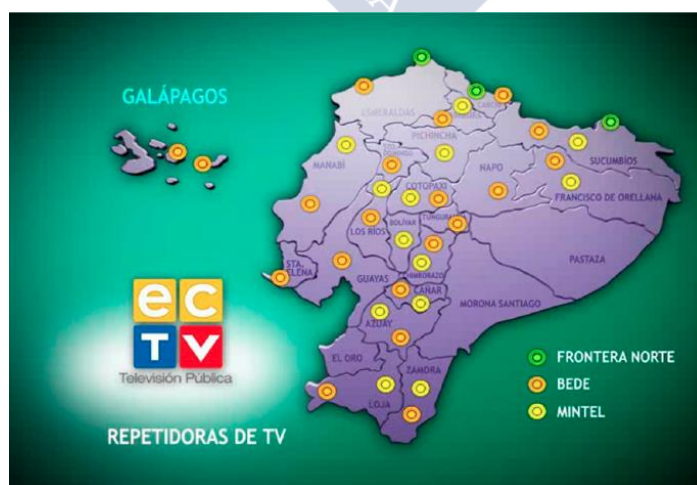 GALÁPAGOS
ESMERALDAS
CARCHI
PICHINCHA
MANABÍ
NAPO
SUCUMBÍOS
COTOPAXI
FRANCISCO DE ORELLANA
BOLÍVAR
LOS RÍOS
PASTAZA
STA.
ELENA
GUAYAS
CHIMBORAZO
CAÑAR
MORONA SANTIAGO
AZUAY
EL ORO
ZAMORA
LOJA
ec
TV
Televisión Pública
REPETIDORAS DE TV
FRONTERA NORTE
BEDE
MINTEL